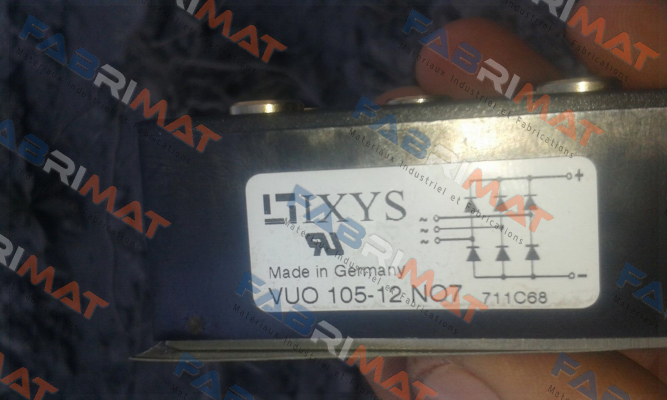 IXYS
Made in Germany
VUO 105-12 NO7 711C68
+
~
~
~
-
FABRIMAT
Matériaux Industriel et Fabrications